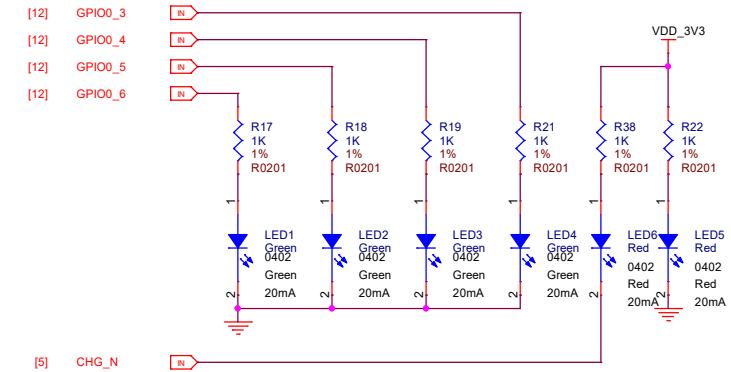 [12] GPIO0_3 IN
[12] GPIO0_4 IN
[12] GPIO0_5 IN
[12] GPIO0_6 IN
VDD_3V3
R17
1K
1%
R0201
R18
1K
1%
R0201
R19
1K
1%
R0201
R21
1K
1%
R0201
R38
1K
1%
R0201
R22
1K
1%
R0201
1
1
1
1
1
1
LED1
Green
0402
Green
20mA
LED2
Green
0402
Green
20mA
LED3
Green
0402
Green
20mA
LED4
Green
0402
Green
20mA
LED6
Red
0402
Red
20mA
LED5
Red
0402
Red
20mA
2
2
2
2
2
2
[5] CHG_N IN